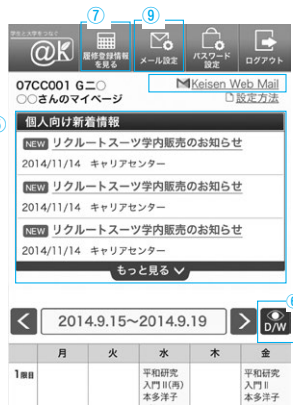 ⑦ ⑨
学生と大学をつなぐ
@K
履修登録情報
を見る
メール設定
パスワード
設定
ログアウト
07CC001 G二○
○○さんのマイページ
Keisen Web Mail
設定方法
個人向け新着情報
NEW リクルートスーツ学内販売のお知らせ
2014/11/14 キャリアセンター
NEW リクルートスーツ学内販売のお知らせ
2014/11/14 キャリアセンター
NEW リクルートスーツ学内販売のお知らせ
2014/11/14 キャリアセンター
もっと見る
2014.9.15~2014.9.19
D/W
月 火 水 木 金
1限目
平和研究
入門Ⅱ(再)
本多洋子
平和研究
入門Ⅱ
本多洋子